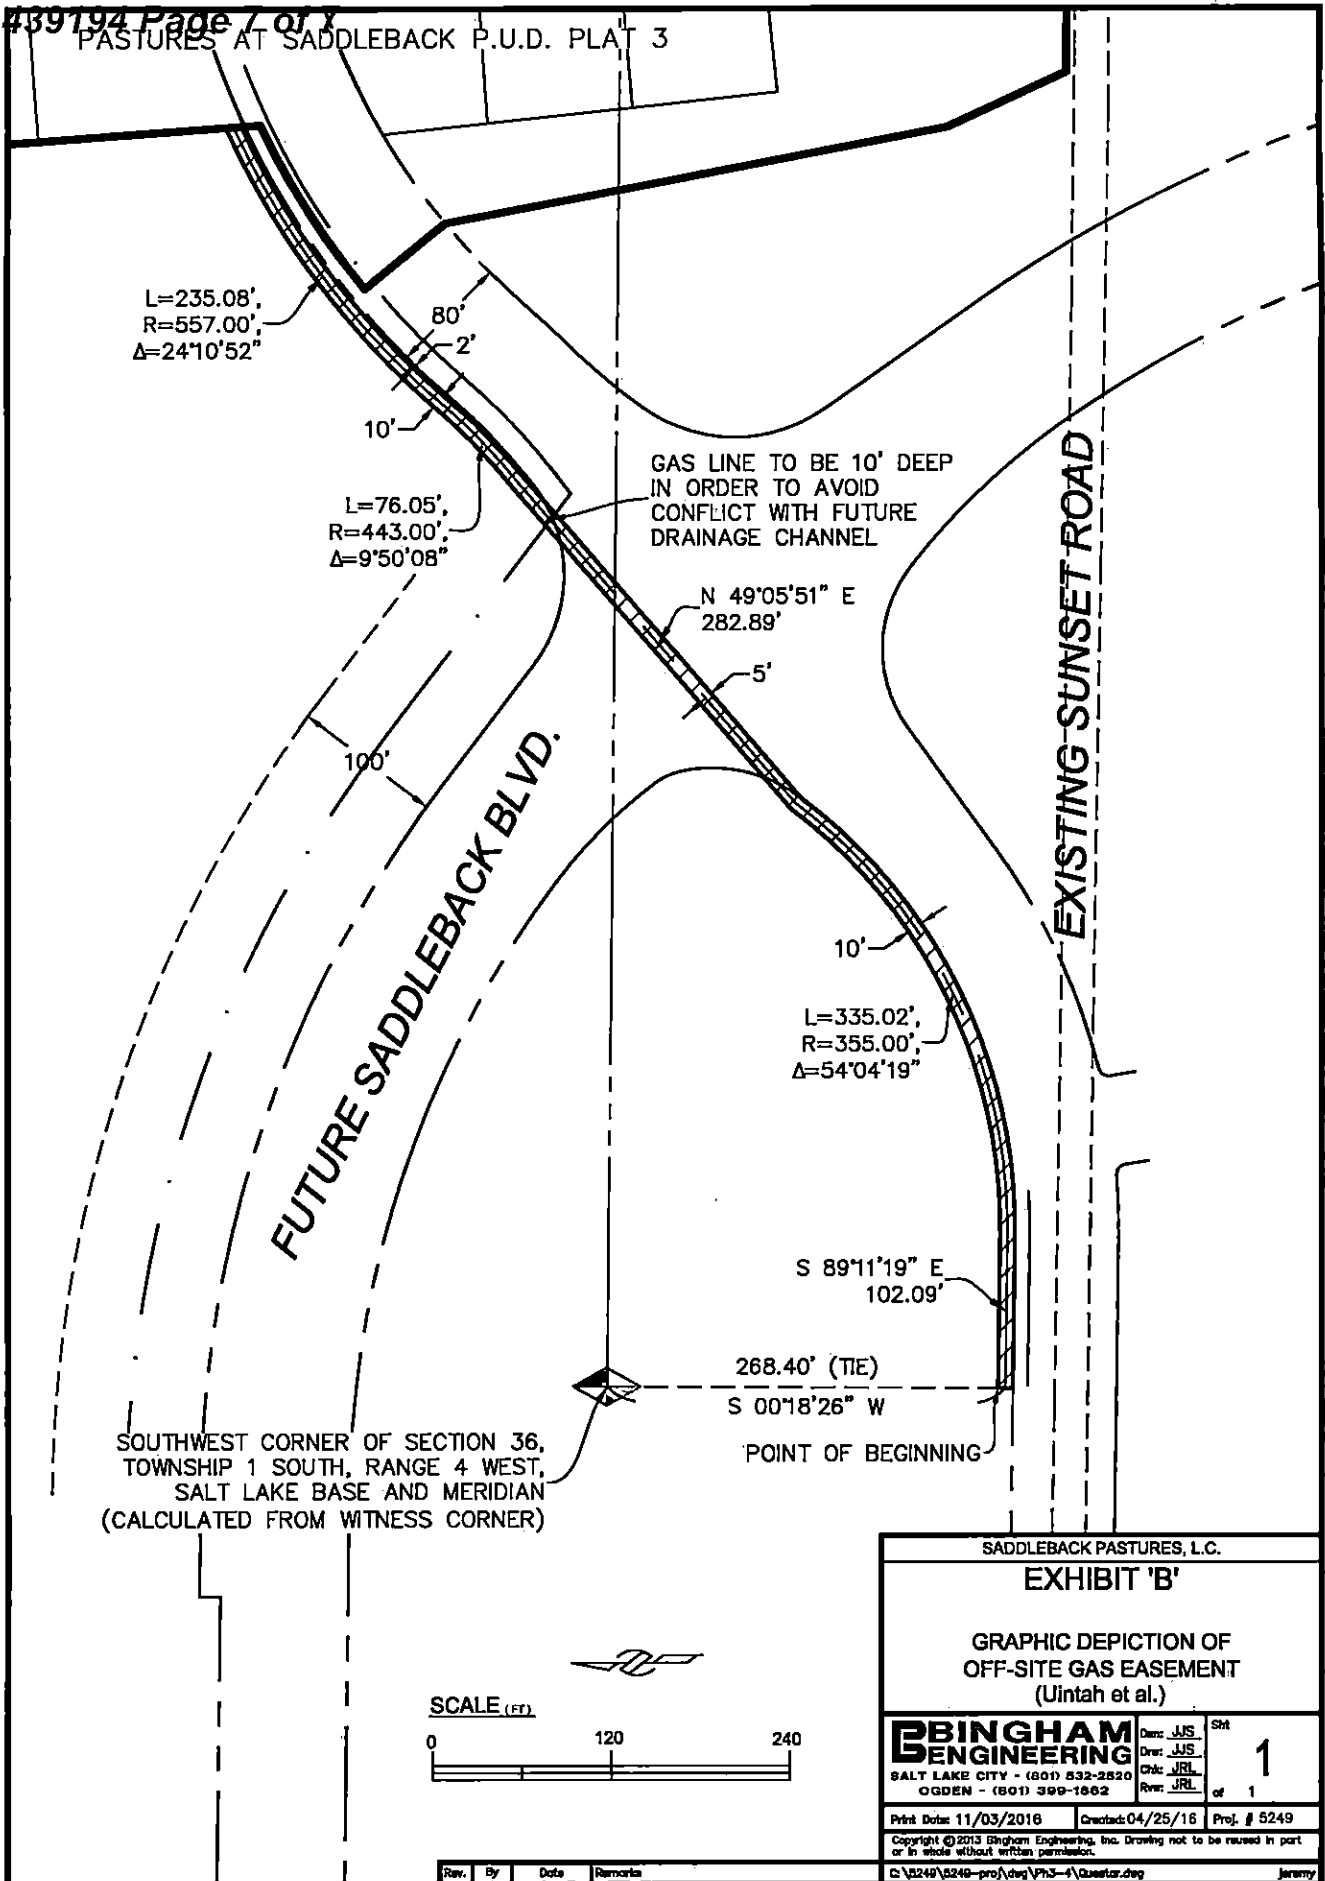 439194 Page 7 of 7
PASTURES AT SADDLEBACK P.U.D. PLAT 3
L=235.08',
R=557.00',
Δ=24°10'52"
80'
2'
10'
L=76.05',
R=443.00',
Δ=9°50'08"
GAS LINE TO BE 10' DEEP
IN ORDER TO AVOID
CONFLICT WITH FUTURE
DRAINAGE CHANNEL
N 49°05'51" E
282.89'
5'
EXISTING SUNSET ROAD
100'
FUTURE SADDLEBACK BLVD.
10'
L=335.02',
R=355.00',
Δ=54°04'19"
S 89°11'19" E
102.09'
268.40' (TIE)
S 00°18'26" W
POINT OF BEGINNING
SOUTHWEST CORNER OF SECTION 36,
TOWNSHIP 1 SOUTH, RANGE 4 WEST,
SALT LAKE BASE AND MERIDIAN
(CALCULATED FROM WITNESS CORNER)
SCALE (FT)
0 120 240
SADDLEBACK PASTURES, L.C.
EXHIBIT 'B'
GRAPHIC DEPICTION OF
OFF-SITE GAS EASEMENT
(Uintah et al.)
BINGHAM
ENGINEERING
SALT LAKE CITY - (801) 532-2520
OGDEN - (801) 399-1662
JJS
Drw: JJS
Chk: JRL
Rvw: JRL
Sht
1
of 1
Print Date: 11/03/2016 Created: 04/25/16 Proj. # 5249
Copyright © 2013 Bingham Engineering, Inc. Drawing not to be reused in part
or in whole without written permission.
C:\5249\5249-proj\dwg\Ph3-4\Questar.dwg jeremy
Rev. By Date Remarks